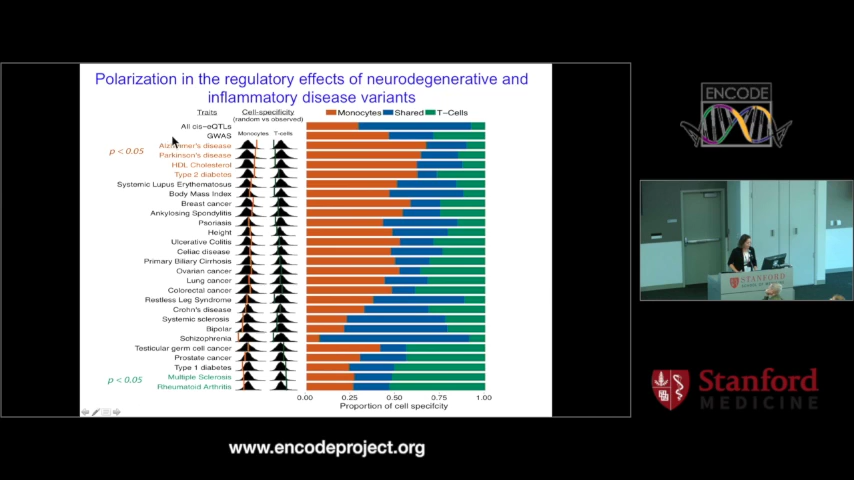 Polarization in the regulatory effects of neurodegenerative and
inflammatory disease variants
Traits
Cell-specificity
(random vs observed)
Monocytes Shared T-Cells
Monocytes T-cells
All cis-eQTLs
GWAS
p < 0.05
Alzheimer's disease
Parkinson's disease
HDL Cholesterol
Type 2 diabetes
Systemic Lupus Erythematosus
Body Mass Index
Breast cancer
Ankylosing Spondylitis
Psoriasis
Height
Ulcerative Colitis
Celiac disease
Primary Biliary Cirrhosis
Ovarian cancer
Lung cancer
Colorectal cancer
Restless Leg Syndrome
Crohn's disease
Systemic sclerosis
Bipolar
Schizophrenia
Testicular germ cell cancer
Prostate cancer
Type 1 diabetes
p < 0.05
Multiple Sclerosis
Rheumatoid Arthritis
0.00 0.25 0.50 0.75 1.00
Proportion of cell specificity
ENCODE
STANFORD
Stanford
MEDICINE
www.encodeproject.org